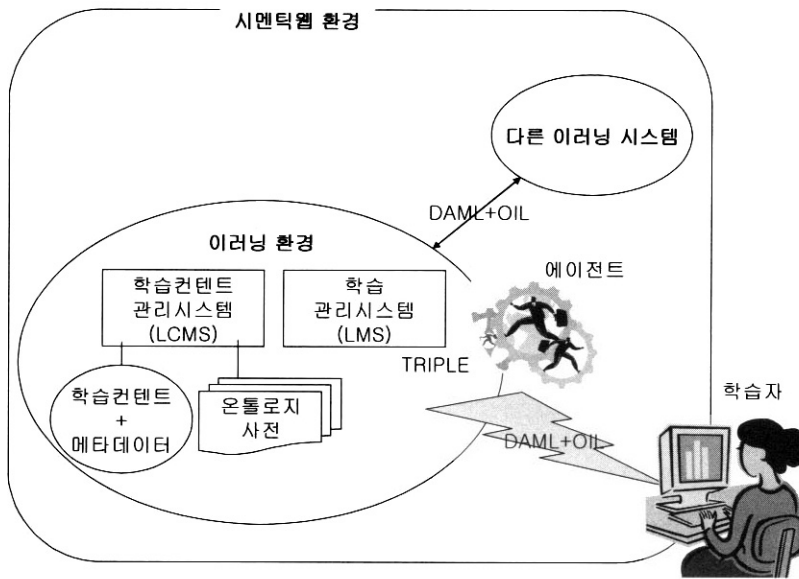 시멘틱웹 환경
다른 이러닝 시스템
DAML+OIL
이러닝 환경
에이전트
학습컨텐트
관리시스템
(LCMS)
학습
관리시스템
(LMS)
TRIPLE
학습자
학습컨텐트
+
메타데이터
온톨로지
사전
DAML+OIL